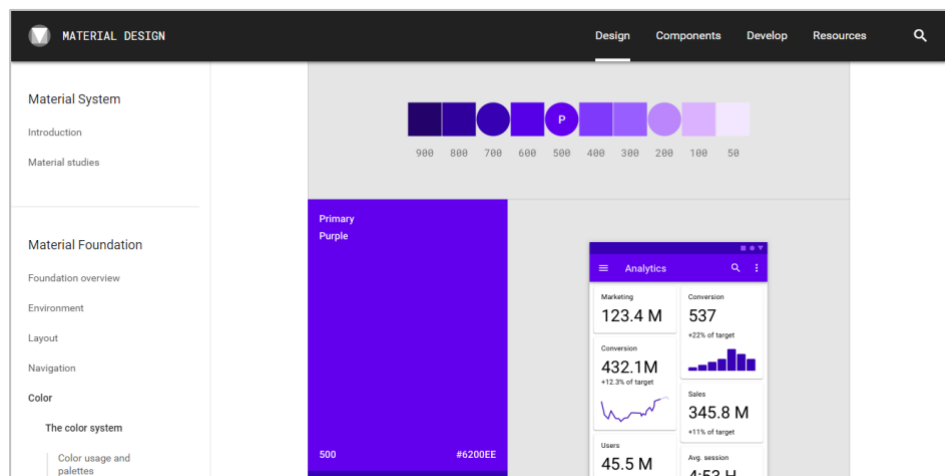 MATERIAL DESIGN
Design Components Develop Resources
Material System
Introduction
Material studies
Material Foundation
Foundation overview
Environment
Layout
Navigation
Color
The color system
Color usage and
palettes
P
900 800 700 600 500 400 300 200 100 50
Primary
Purple
500 #6200EE
Analytics
Marketing
123.4 M
Conversion
432.1M
+12.3% of target
Users
45.5 M
Conversion
537
+22% of target
Sales
345.8 M
+11% of target
Avg. session
4:53 H